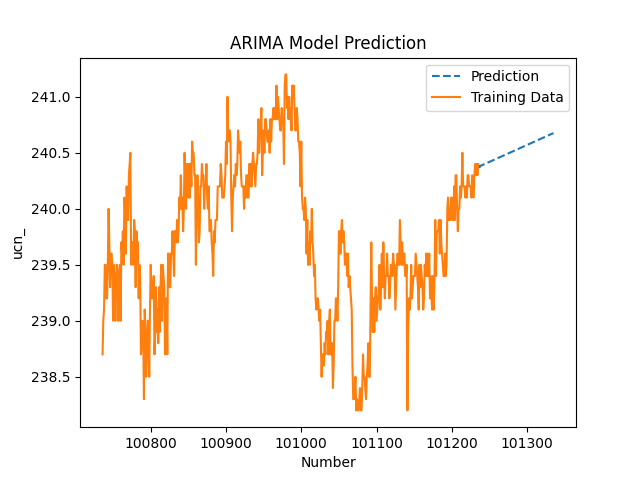 ARIMA Model Prediction
Prediction
Training Data
241.0
240.5
240.0
239.5
239.0
238.5
ucn_
100800 100900 101000 101100 101200 101300
Number